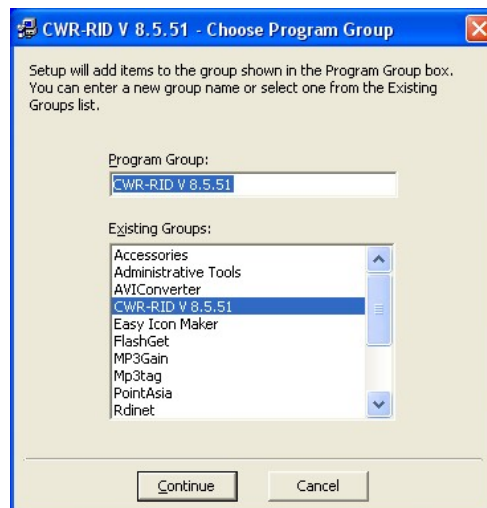 CWR-RID V 8.5.51 - Choose Program Group
Setup will add items to the group shown in the Program Group box.
You can enter a new group name or select one from the Existing
Groups list.
Program Group:
CWR-RID V 8.5.51
Existing Groups:
Accessories
Administrative Tools
AVIConverter
CWR-RID V 8.5.51
Easy Icon Maker
FlashGet
MP3Gain
Mp3tag
PointAsia
Rdinet
Continue
Cancel